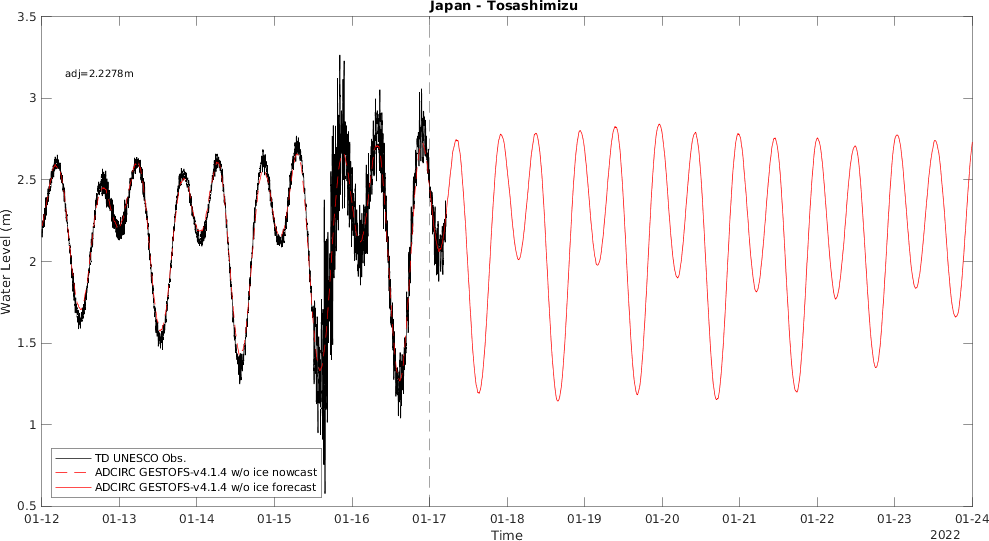 Japan - Tosashimizu
adj=2.2278m
3.5
3
2.5
2
1.5
1
0.5
Water Level (m)
TD UNESCO Obs.
ADCIRC GESTOFS-v4.1.4 w/o ice nowcast
ADCIRC GESTOFS-v4.1.4 w/o ice forecast
01-12 01-13 01-14 01-15 01-16 01-17 01-18 01-19 01-20 01-21 01-22 01-23 01-24
Time
2022